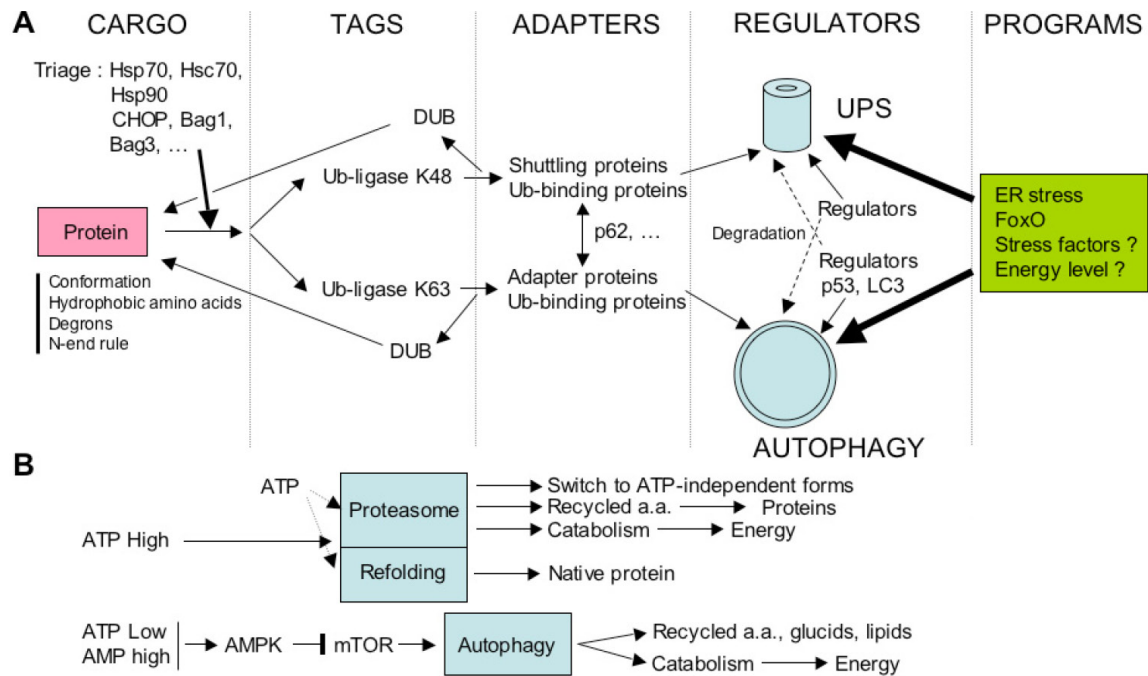 A
CARGO
TAGS
ADAPTERS
REGULATORS
PROGRAMS
Triage : Hsp70, Hsc70,
Hsp90
CHOP, Bag1,
Bag3, ...
Protein
Conformation
Hydrophobic amino acids
Degrons
N-end rule
DUB
Ub-ligase K48
Ub-ligase K63
DUB
Shuttling proteins
Ub-binding proteins
p62, ...
Adapter proteins
Ub-binding proteins
UPS
Regulators
Degradation
Regulators
p53, LC3
AUTOPHAGY
ER stress
FoxO
Stress factors ?
Energy level ?
B
ATP
ATP High
Proteasome
Refolding
Switch to ATP-independent forms
Recycled a.a.
Proteins
Catabolism
Energy
Native protein
ATP Low
AMP high
AMPK
mTOR
Autophagy
Recycled a.a., glucids, lipids
Catabolism
Energy